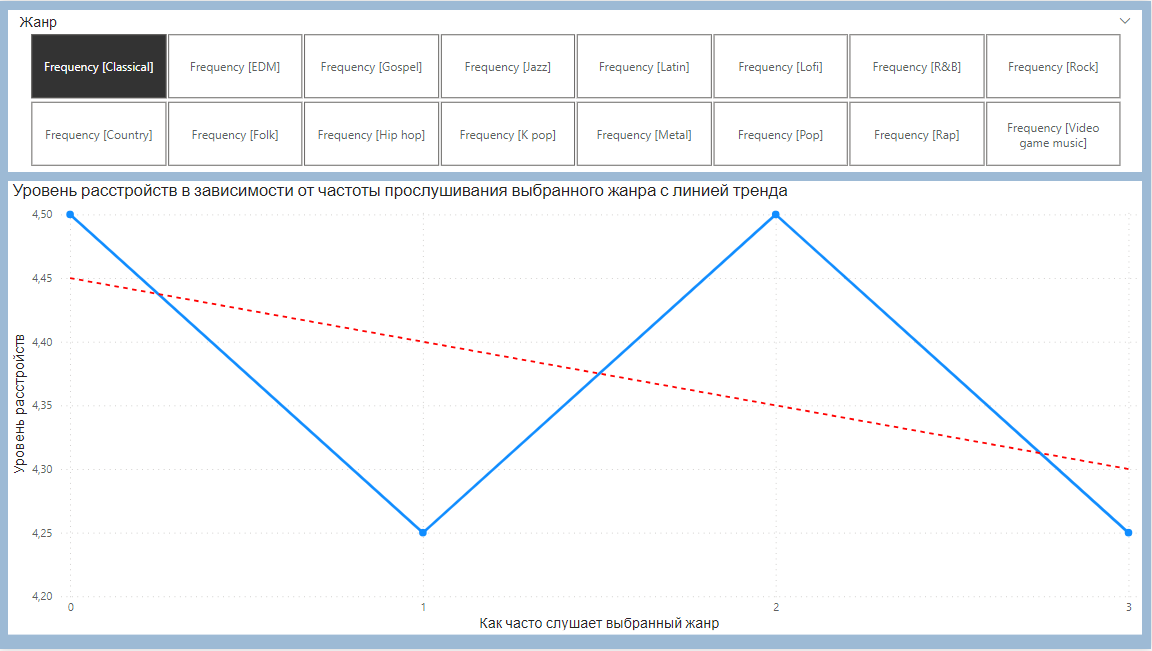 Жанр
Frequency [Classical]
Frequency [EDM]
Frequency [Gospel]
Frequency [Jazz]
Frequency [Latin]
Frequency [Lofi]
Frequency [R&B]
Frequency [Rock]
Frequency [Country]
Frequency [Folk]
Frequency [Hip hop]
Frequency [K pop]
Frequency [Metal]
Frequency [Pop]
Frequency [Rap]
Frequency [Video
game music]
Уровень расстройств в зависимости от частоты прослушивания выбранного жанра с линией тренда
Уровень расстройств
4,50
4,45
4,40
4,35
4,30
4,25
4,20
0
1
2
3
Как часто слушает выбранный жанр